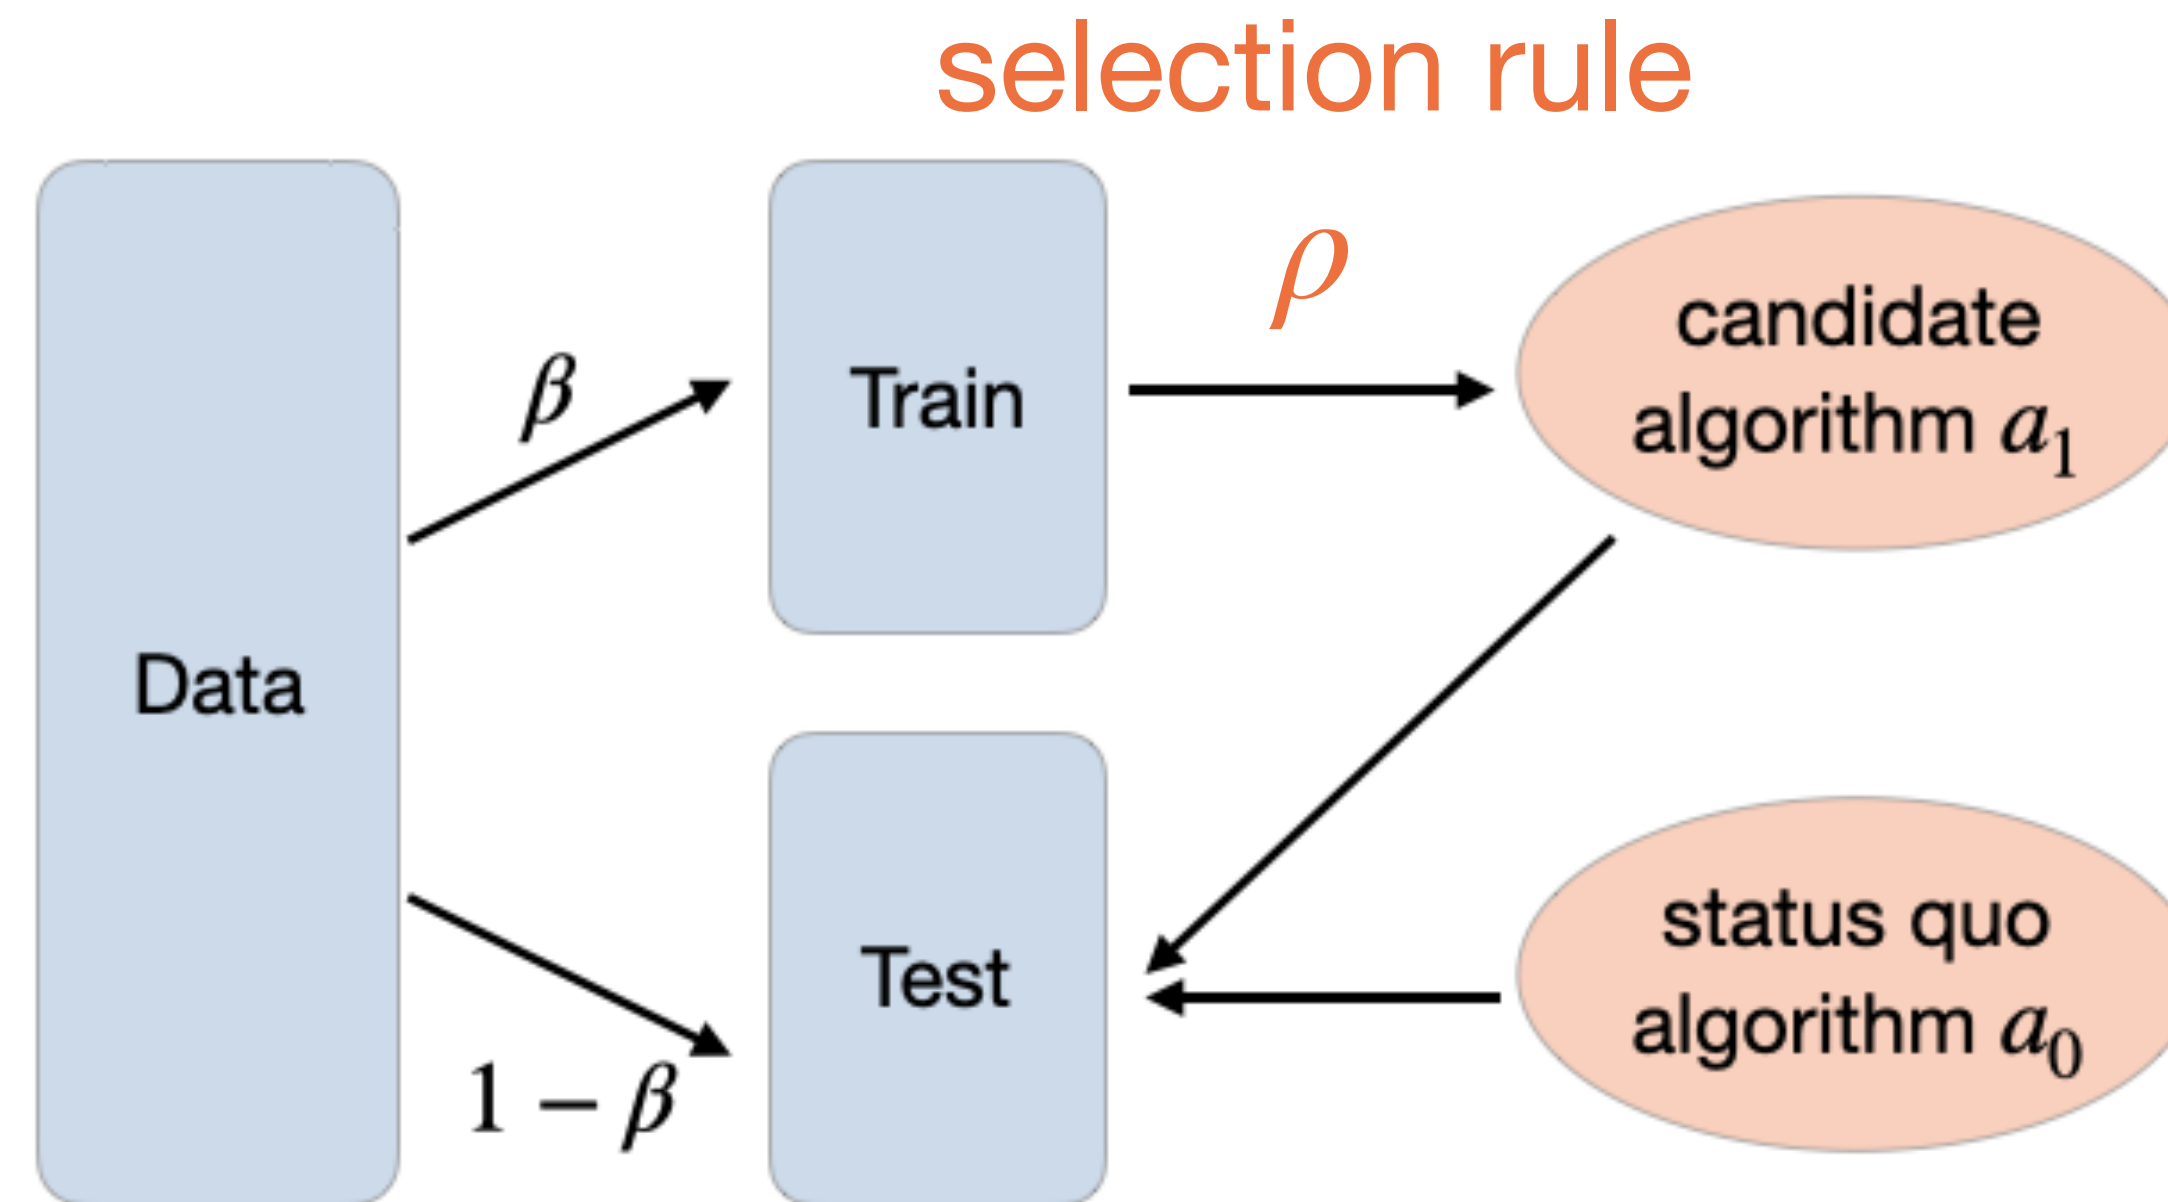 selection rule
ρ
candidate
algorithm a₁
β
Train
Data
status quo
algorithm a₀
Test
1 − β